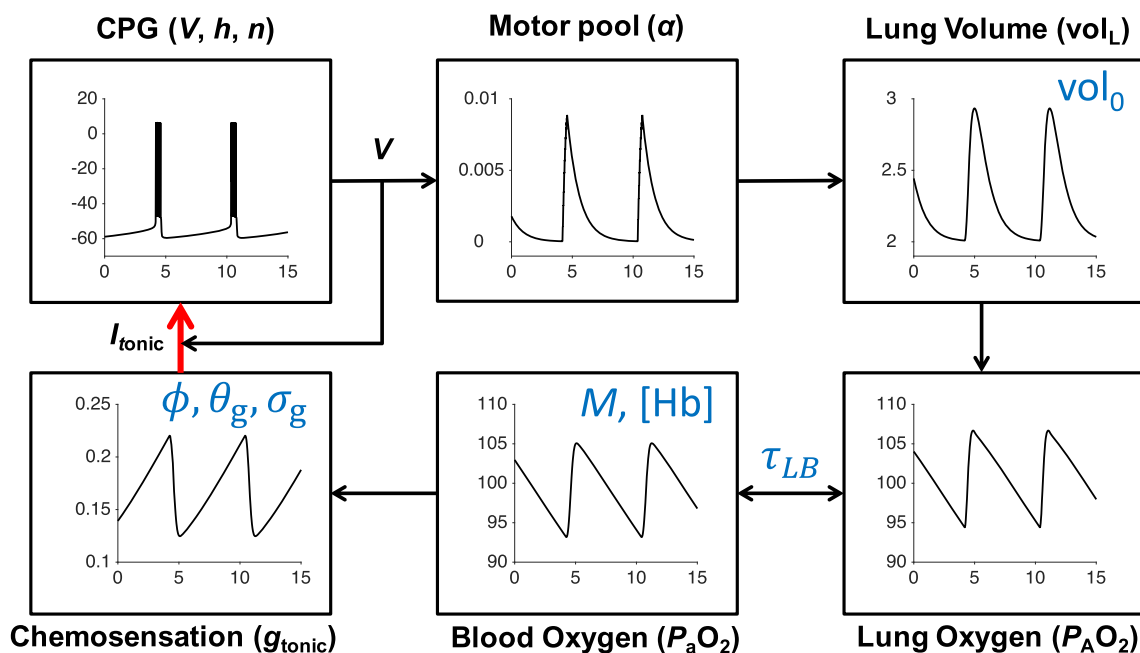 CPG (V, h, n)
Motor pool (α)
Lung Volume (vol_L)
20
0
-20
-40
-60
0 5 10 15
V
0.01
0.005
0
0 5 10 15
vol_0
3
2.5
2
0 5 10 15
I_tonic
ϕ, θ_g, σ_g
0.25
0.2
0.15
0.1
0 5 10 15
M, [Hb]
110
105
100
95
90
0 5 10 15
τ_LB
110
105
100
95
90
0 5 10 15
Chemosensation (g_tonic)
Blood Oxygen (P_aO_2)
Lung Oxygen (P_AO_2)